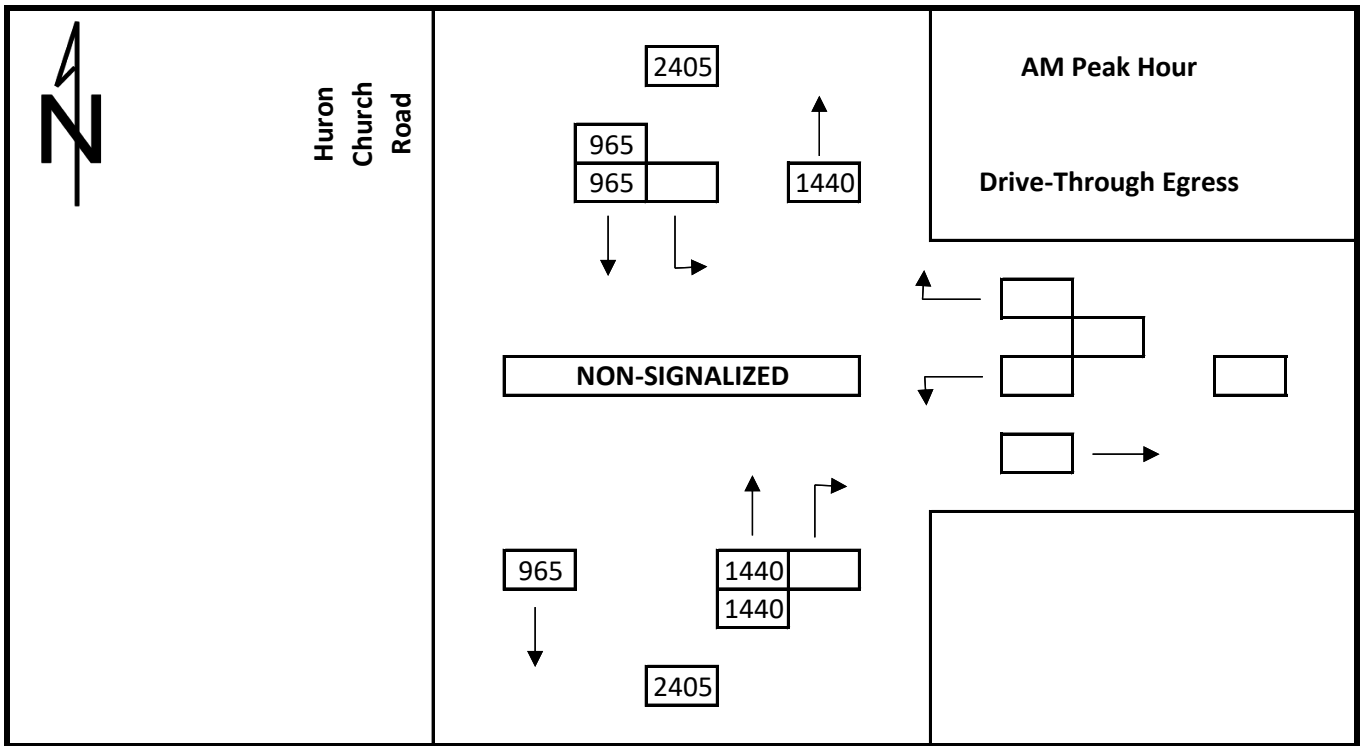 N
Huron
Church
Road
2405
AM Peak Hour
965
965
1440
Drive-Through Egress
NON-SIGNALIZED
965
1440
1440
2405